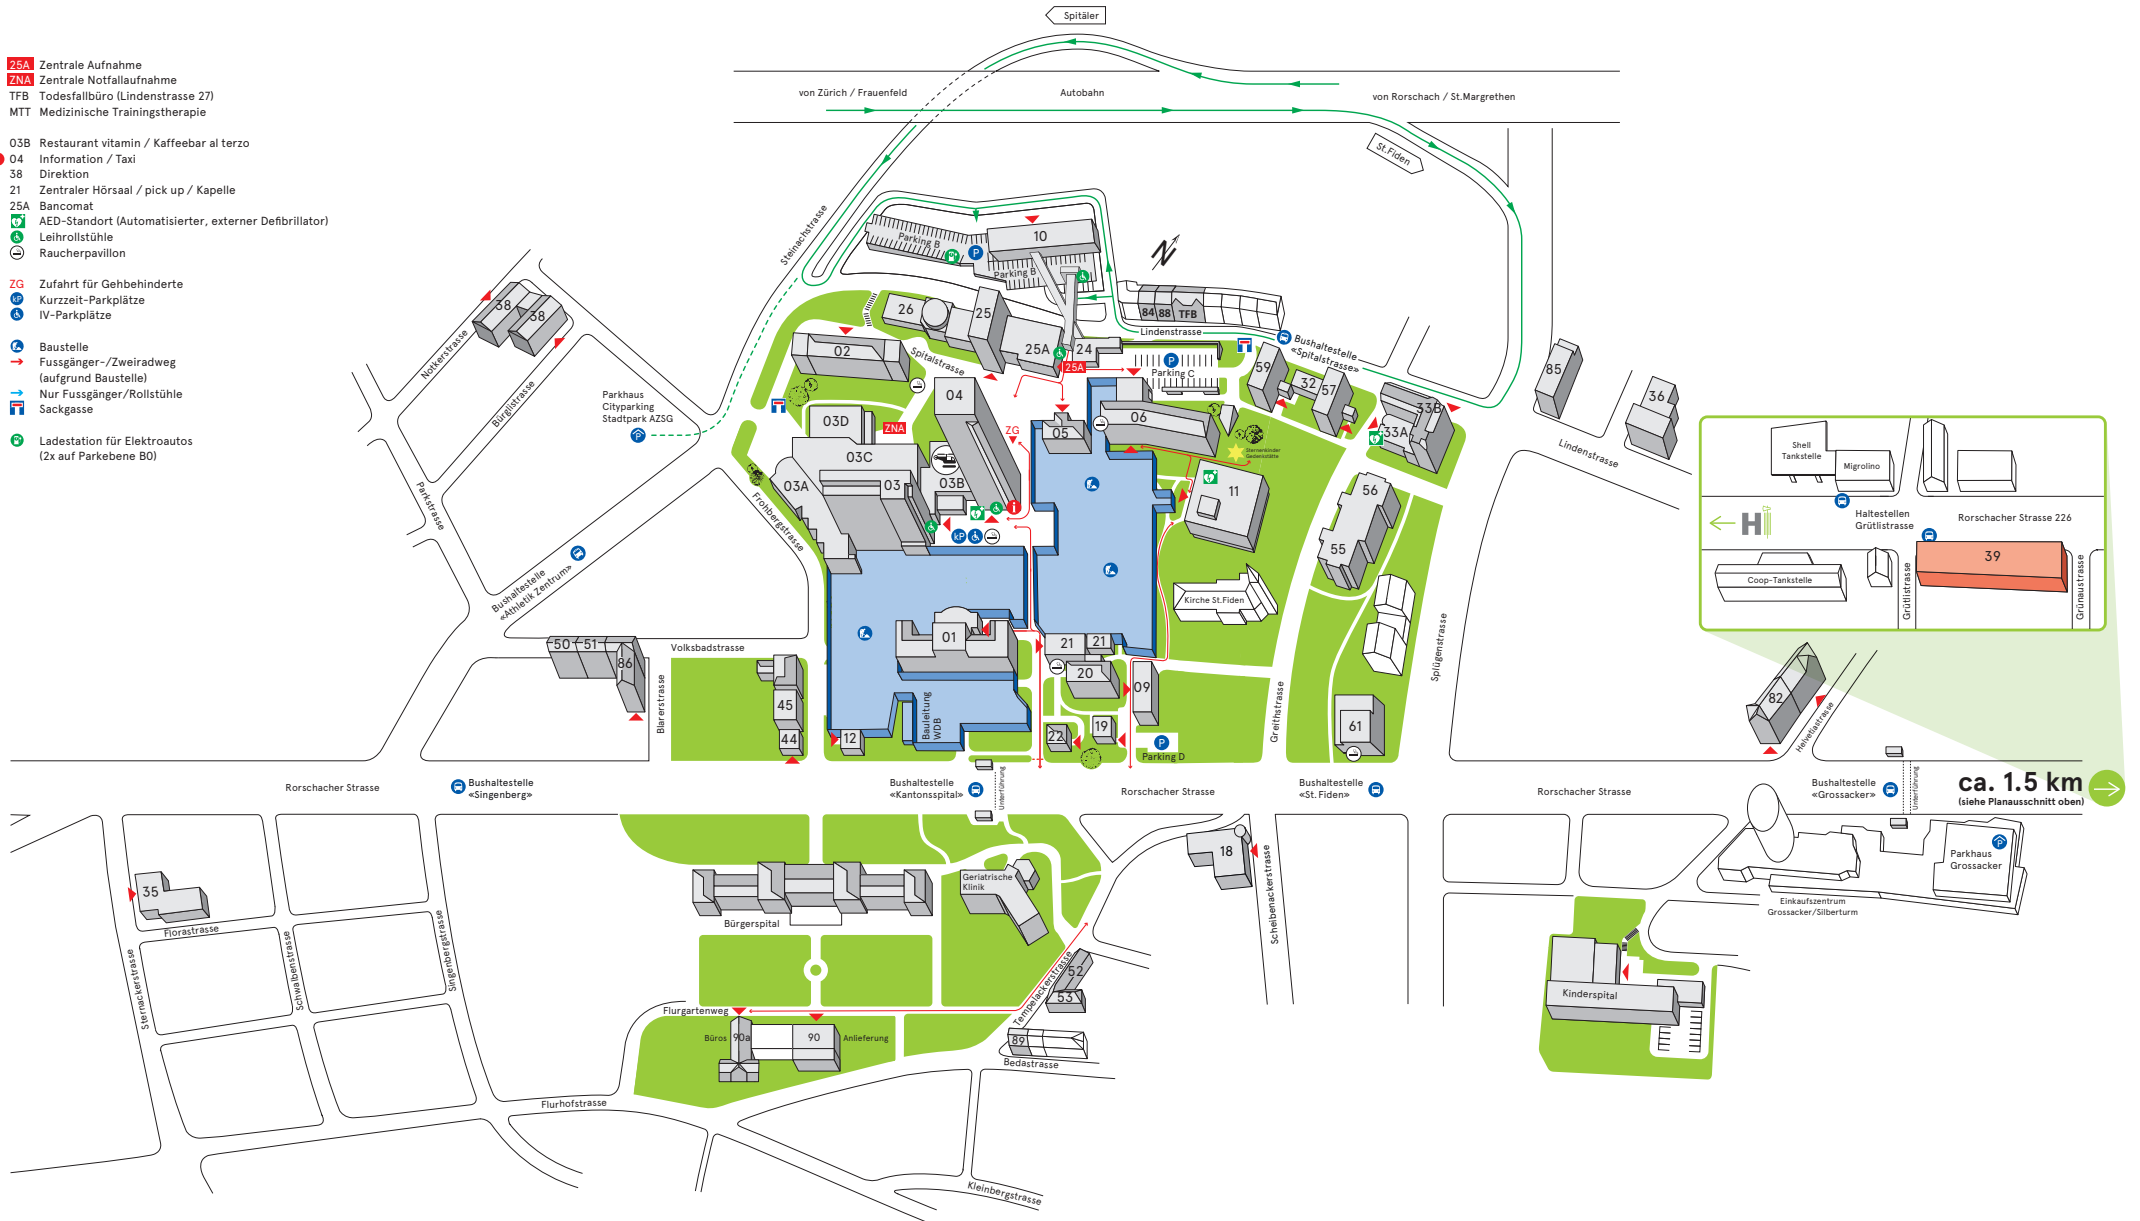 Spitäler
25A Zentrale Aufnahme
ZNA Zentrale Notfallaufnahme
TFB Todesfallbüro (Lindenstrasse 27)
MTT Medizinische Trainingstherapie
03B Restaurant vitamin / Kaffeebar al terzo
04 Information / Taxi
38 Direktion
21 Zentraler Hörsaal / pick up / Kapelle
25A Bancomat
AED-Standort (Automatisierter, externer Defibrillator)
Leihrollstühle
Raucherpavillon
ZG Zufahrt für Gehbehinderte
kP Kurzzeit-Parkplätze
IV-Parkplätze
Baustelle
Fussgänger-/Zweiradweg
(aufgrund Baustelle)
Nur Fussgänger/Rollstühle
Sackgasse
Ladestation für Elektroautos
(2x auf Parkebene B0)
von Zürich / Frauenfeld
Autobahn
von Rorschach / St.Margrethen
St.Fiden
Steinachstrasse
Parking B
P
10
Parking B
N
38
38
Notkerstrasse
Bürglistrasse
Parkstrasse
Parkhaus
Cityparking
Stadtpark AZSG
P
26
25
25A
24
02
Spitalstrasse
84
88
TFB
Lindenstrasse
Bushaltestelle
«Spitalstrasse»
25A
P
Parking C
59
32
57
33B
33A
85
36
Lindenstrasse
04
03D
ZNA
ZG
05
06
Sternenkinder
Gedenkstätte
03C
03A
03
03B
i
kP
11
56
55
Frohbergstrasse
Bushaltestelle
«Athletik Zentrum»
Kirche St.Fiden
Shell
Tankstelle
Migrolino
Haltestellen
Grütlistrasse
Rorschacher Strasse 226
H
39
Coop-Tankstelle
Grütlistrasse
Grünaustrasse
50
51
86
Volksbadstrasse
Blarerstrasse
45
44
12
01
Bauleitung
WDB
21
21
20
09
22
19
P
Parking D
Greithstrasse
Splügenstrasse
61
82
Helvetiastrasse
Rorschacher Strasse
Bushaltestelle
«Singenberg»
Bushaltestelle
«Kantonsspital»
Unterführung
Rorschacher Strasse
Bushaltestelle
«St. Fiden»
Rorschacher Strasse
Bushaltestelle
«Grossacker»
Unterführung
ca. 1.5 km
(siehe Planausschnitt oben)
35
Florastrasse
Sternackerstrasse
Schwalbenstrasse
Singenbergstrasse
Bürgerspital
Geriatrische
Klinik
18
Scheibenackerstrasse
P
Parkhaus
Grossacker
Einkaufszentrum
Grossacker/Silberturm
52
53
Tempelackerstrasse
Kinderspital
Flurgartenweg
Büros
90a
90
Anlieferung
89
Bedastrasse
Flurhofstrasse
Kleinbergstrasse